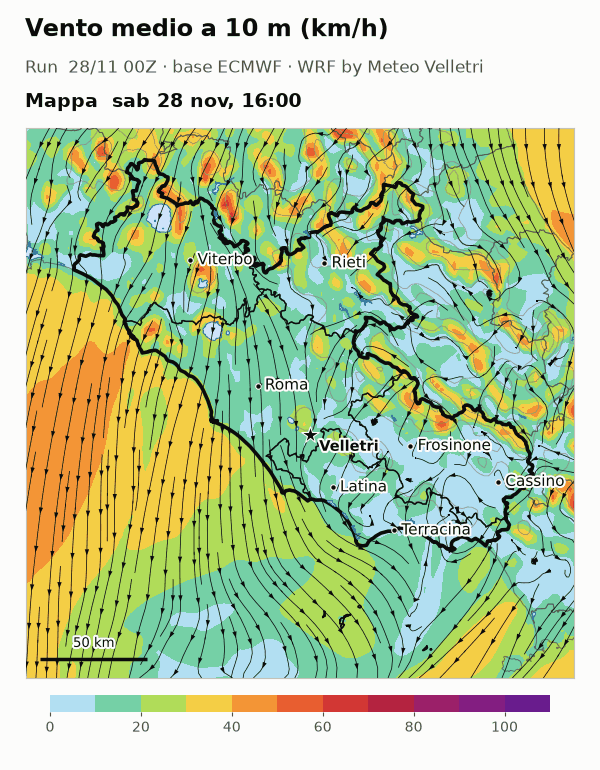 Vento medio a 10 m (km/h)
Run 28/11 00Z · base ECMWF · WRF by Meteo Velletri
Mappa sab 28 nov, 16:00
Viterbo
Rieti
Roma
Velletri
Frosinone
Latina
Cassino
Terracina
50 km
0 20 40 60 80 100